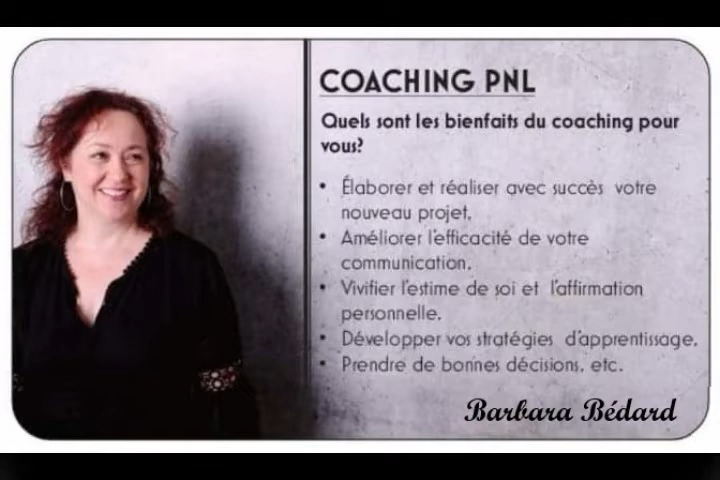 COACHING PNL
Quels sont les bienfaits du coaching pour
vous?
• Élaborer et réaliser avec succès votre
nouveau projet.
• Améliorer l'efficacité de votre
communication.
• Vivifier l'estime de soi et l'affirmation
personnelle.
• Développer vos stratégies d'apprentissage.
• Prendre de bonnes décisions, etc.
Barbara Bédard